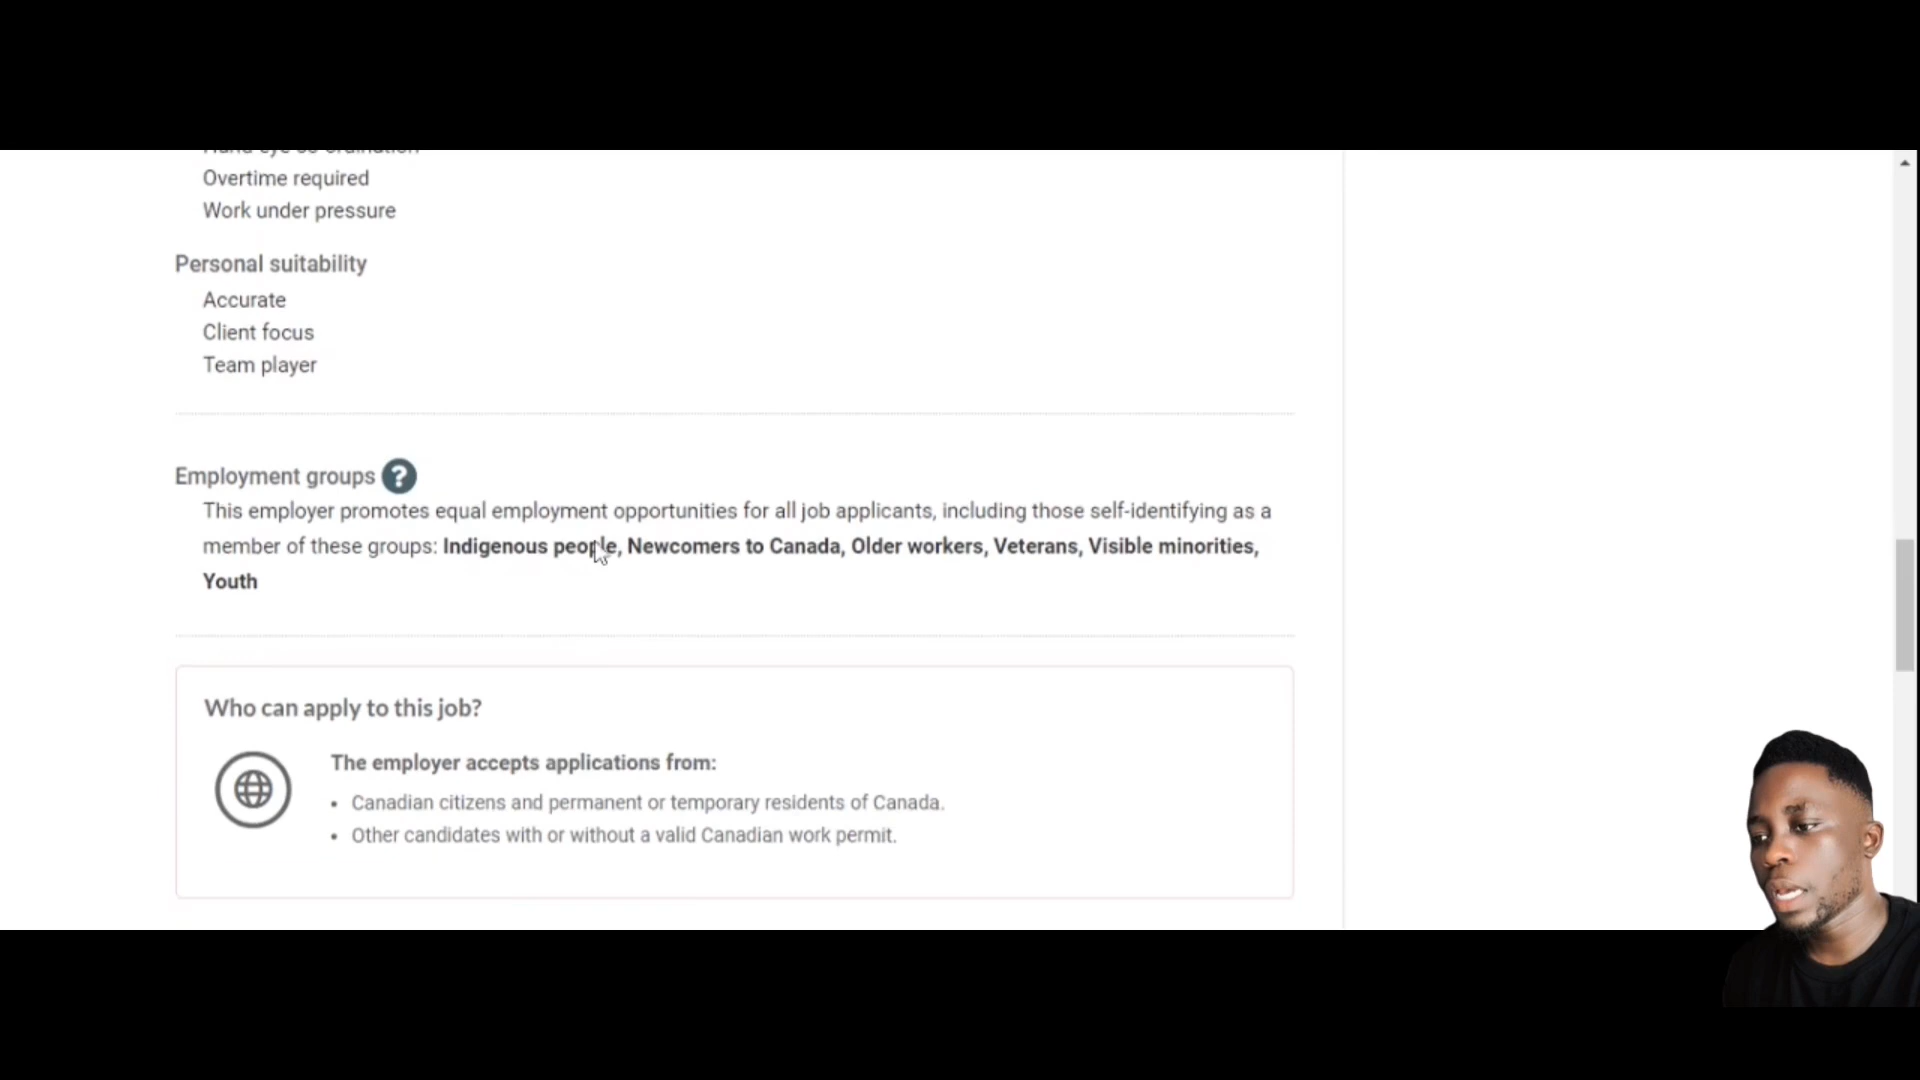 Overtime required
Work under pressure
Personal suitability
Accurate
Client focus
Team player
Employment groups ?
This employer promotes equal employment opportunities for all job applicants, including those self-identifying as a
member of these groups: Indigenous people, Newcomers to Canada, Older workers, Veterans, Visible minorities,
Youth
Who can apply to this job?
The employer accepts applications from:
• Canadian citizens and permanent or temporary residents of Canada.
• Other candidates with or without a valid Canadian work permit.